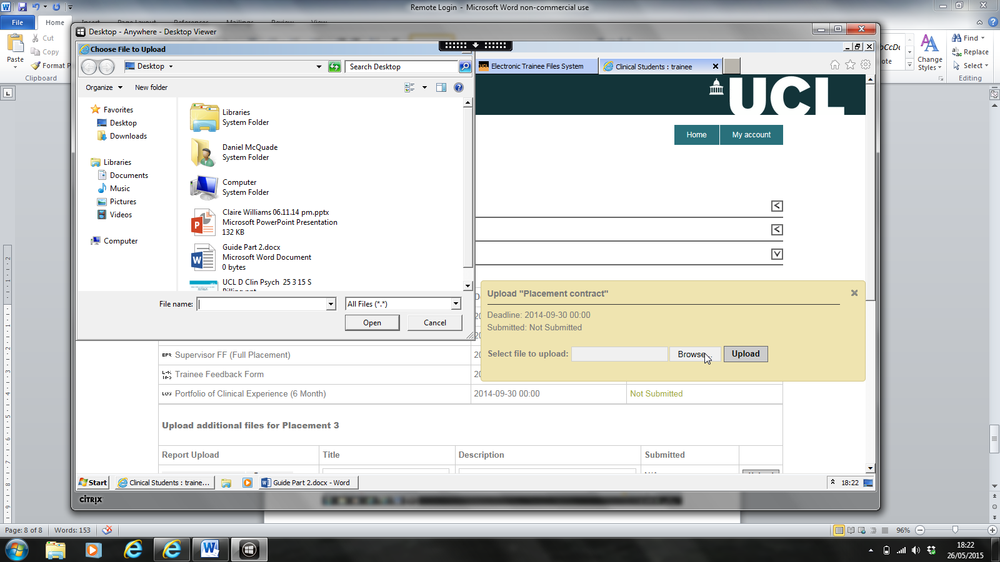 Remote Login - Microsoft Word non-commercial use
File
Home
Desktop - Anywhere - Desktop Viewer
Paste
Cut
Copy
Format P
Clipboard
Change
Styles
Find
Replace
Select
Editing
Choose File to Upload
Desktop
Search Desktop
Organize
New folder
Favorites
Desktop
Downloads
Libraries
Documents
Music
Pictures
Videos
Computer
Libraries
System Folder
Daniel McQuade
System Folder
Computer
System Folder
Claire Williams 06.11.14 pm.pptx
Microsoft PowerPoint Presentation
132 KB
Guide Part 2.docx
Microsoft Word Document
0 bytes
UCL D Clin Psych 25 3 15 S
File name:
All Files (*.*)
Open
Cancel
Electronic Trainee Files System
Clinical Students : trainee
UCL
Home
My account
Upload "Placement contract"
Deadline: 2014-09-30 00:00
Submitted: Not Submitted
Select file to upload:
Browse...
Upload
Supervisor FF (Full Placement)
Trainee Feedback Form
Portfolio of Clinical Experience (6 Month)
2014-09-30 00:00
Not Submitted
Upload additional files for Placement 3
Report Upload
Title
Description
Submitted
Start
Clinical Students : traine...
Guide Part 2.docx - Word
18:22
CITRIX
Page: 8 of 8
Words: 153
96%
18:22
26/05/2015